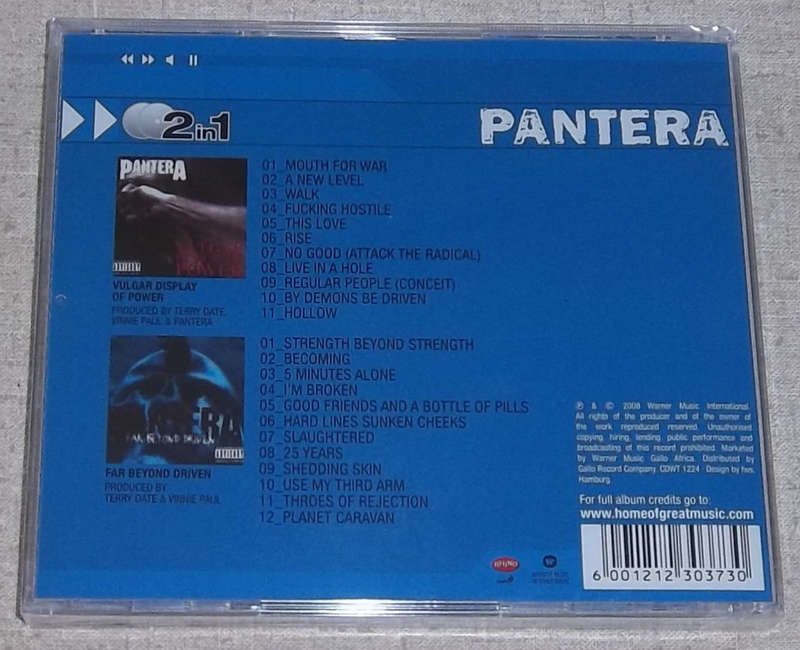 2in1
PANTERA
PANTERA
VULGAR DISPLAY
OF POWER
PRODUCED BY TERRY DATE,
VINNIE PAUL & PANTERA
01_MOUTH FOR WAR
02_A NEW LEVEL
03_WALK
04_FUCKING HOSTILE
05_THIS LOVE
06_RISE
07_NO GOOD (ATTACK THE RADICAL)
08_LIVE IN A HOLE
09_REGULAR PEOPLE (CONCEIT)
10_BY DEMONS BE DRIVEN
11_HOLLOW
FAR BEYOND DRIVEN
FAR BEYOND DRIVEN
PRODUCED BY
TERRY DATE & VINNIE PAUL
01_STRENGTH BEYOND STRENGTH
02_BECOMING
03_5 MINUTES ALONE
04_I'M BROKEN
05_GOOD FRIENDS AND A BOTTLE OF PILLS
06_HARD LINES SUNKEN CHEEKS
07_SLAUGHTERED
08_25 YEARS
09_SHEDDING SKIN
10_USE MY THIRD ARM
11_THROES OF REJECTION
12_PLANET CARAVAN
℗ & © 2008 Warner Music International.
All rights of the producer and of the owner of
the work reproduced reserved. Unauthorised
copying, hiring, lending, public performance and
broadcasting of this record prohibited. Marketed
by Warner Music Gallo Africa. Distributed by
Gallo Record Company. CDWT 1224 · Design by hws,
Hamburg
For full album credits go to:
www.homeofgreatmusic.com
RHINO
6 001212 303730